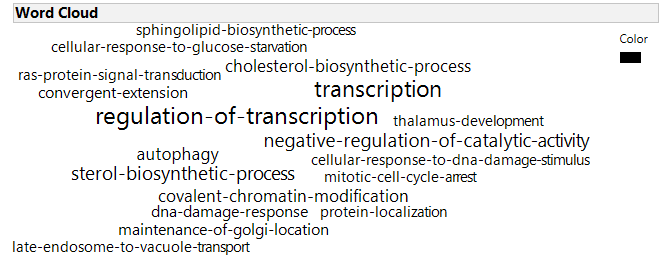 Word Cloud
sphingolipid-biosynthetic-process
Color
cellular-response-to-glucose-starvation
cholesterol-biosynthetic-process
ras-protein-signal-transduction
convergent-extension
transcription
regulation-of-transcription
thalamus-development
negative-regulation-of-catalytic-activity
autophagy
cellular-response-to-dna-damage-stimulus
sterol-biosynthetic-process
mitotic-cell-cycle-arrest
covalent-chromatin-modification
dna-damage-response
protein-localization
maintenance-of-golgi-location
late-endosome-to-vacuole-transport